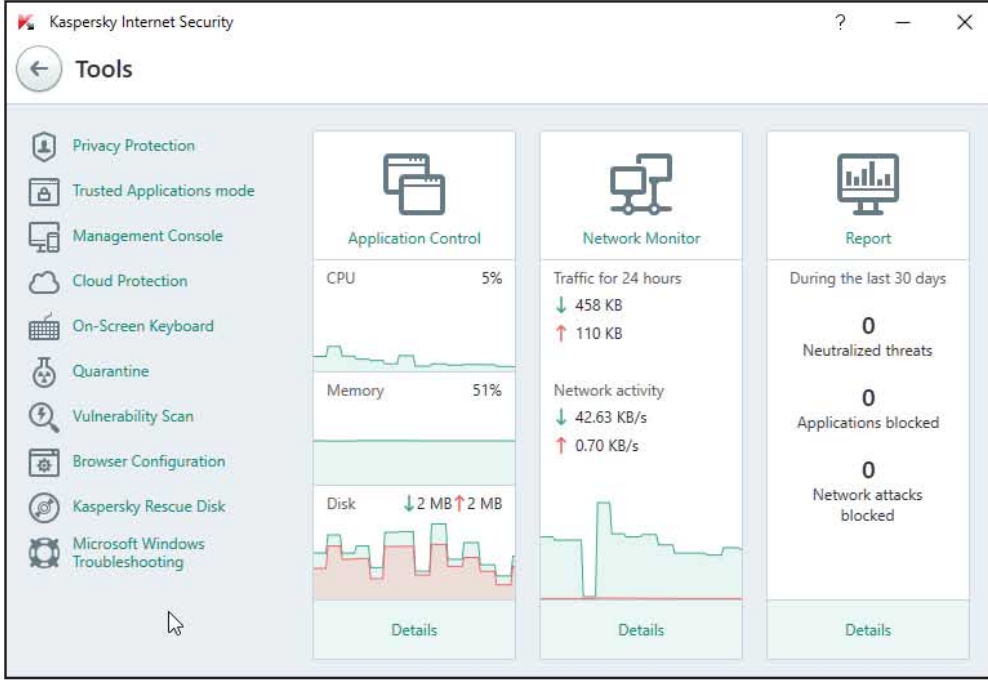 Kaspersky Internet Security
?
Tools
Privacy Protection
Trusted Applications mode
Management Console
Cloud Protection
On-Screen Keyboard
Quarantine
Vulnerability Scan
Browser Configuration
Kaspersky Rescue Disk
Microsoft Windows
Troubleshooting
Application Control
CPU 5%
Memory 51%
Disk ↓2 MB↑2 MB
Details
Network Monitor
Traffic for 24 hours
↓ 458 KB
↑ 110 KB
Network activity
↓ 42.63 KB/s
↑ 0.70 KB/s
Details
Report
During the last 30 days
0
Neutralized threats
0
Applications blocked
0
Network attacks
blocked
Details